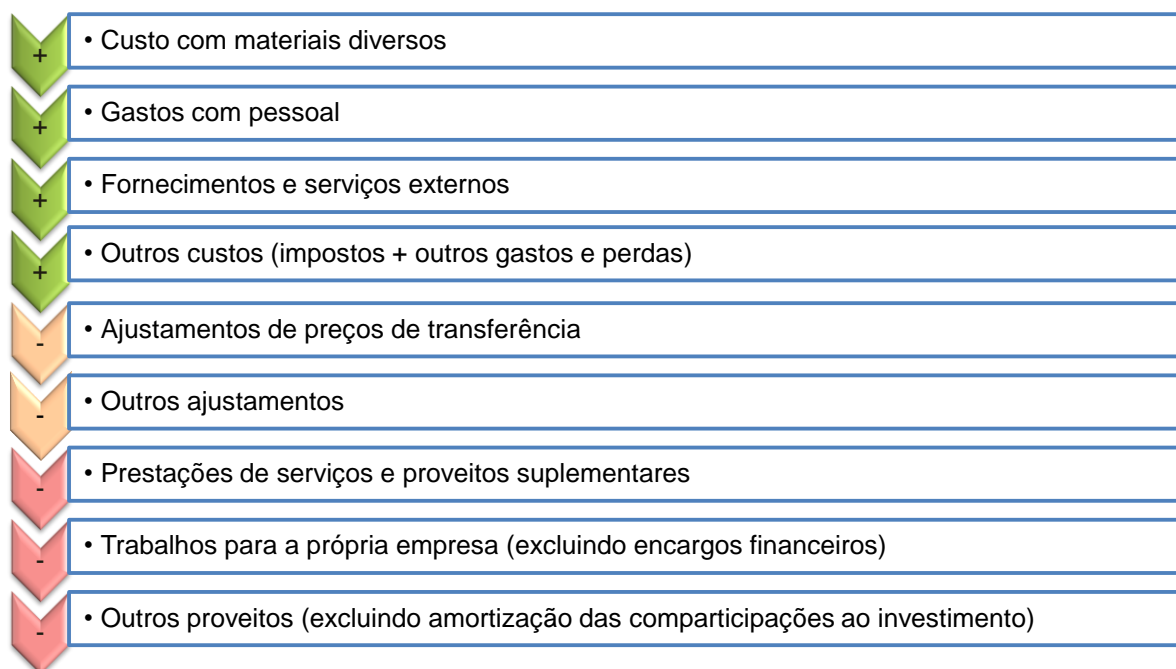 + • Custo com materiais diversos
+ • Gastos com pessoal
+ • Fornecimentos e serviços externos
+ • Outros custos (impostos + outros gastos e perdas)
- • Ajustamentos de preços de transferência
- • Outros ajustamentos
- • Prestações de serviços e proveitos suplementares
- • Trabalhos para a própria empresa (excluindo encargos financeiros)
- • Outros proveitos (excluindo amortização das comparticipações ao investimento)